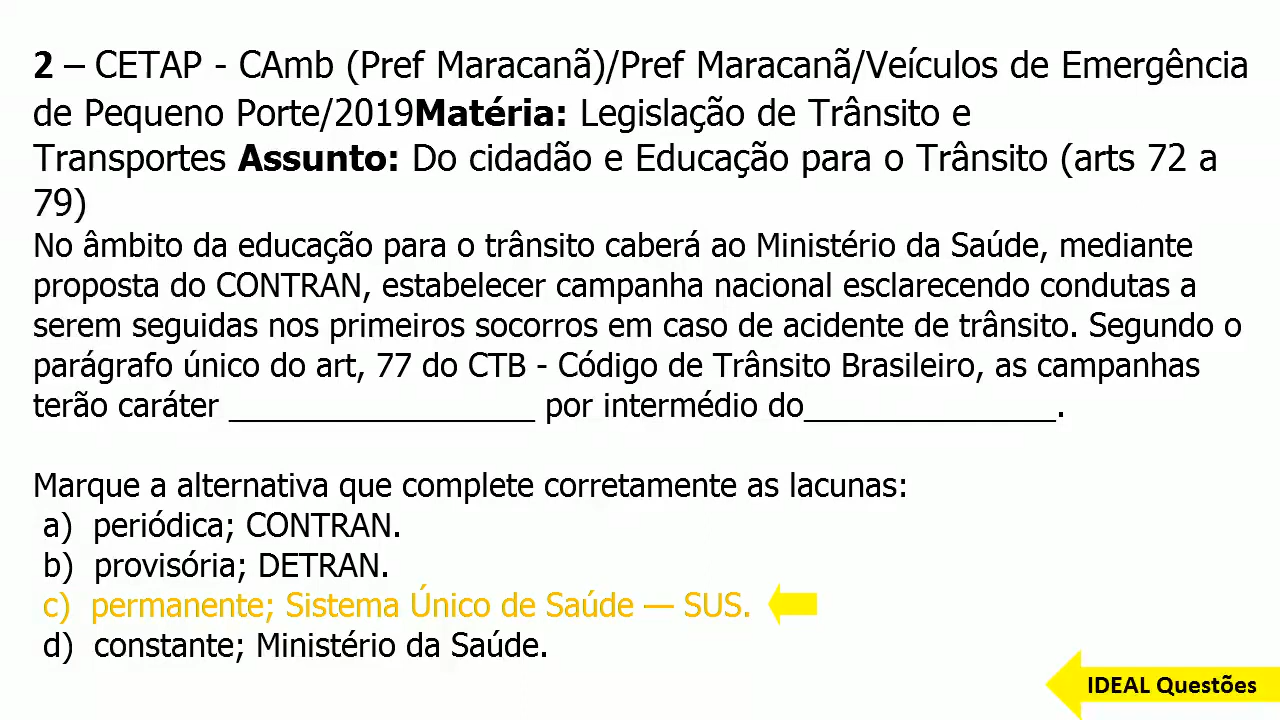 2 – CETAP - CAmb (Pref Maracanã)/Pref Maracanã/Veículos de Emergência
de Pequeno Porte/2019Matéria: Legislação de Trânsito e
Transportes Assunto: Do cidadão e Educação para o Trânsito (arts 72 a
79)
No âmbito da educação para o trânsito caberá ao Ministério da Saúde, mediante
proposta do CONTRAN, estabelecer campanha nacional esclarecendo condutas a
serem seguidas nos primeiros socorros em caso de acidente de trânsito. Segundo o
parágrafo único do art, 77 do CTB - Código de Trânsito Brasileiro, as campanhas
terão caráter __________________ por intermédio do_______________.
Marque a alternativa que complete corretamente as lacunas:
a) periódica; CONTRAN.
b) provisória; DETRAN.
c) permanente; Sistema Único de Saúde — SUS.
d) constante; Ministério da Saúde.
IDEAL Questões